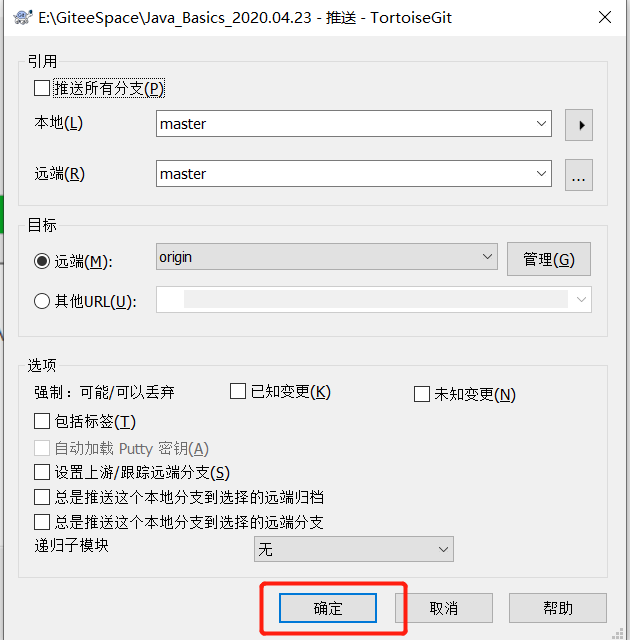 E:\GiteeSpace\Java_Basics_2020.04.23 - 推送 - TortoiseGit
引用
推送所有分支(P)
本地(L) master
远端(R) master ...
目标
远端(M): origin 管理(G)
其他URL(U):
选项
强制：可能/可以丢弃 已知变更(K) 未知变更(N)
包括标签(T)
自动加载 Putty 密钥(A)
设置上游/跟踪远端分支(S)
总是推送这个本地分支到选择的远端归档
总是推送这个本地分支到选择的远端分支
递归子模块 无
确定 取消 帮助